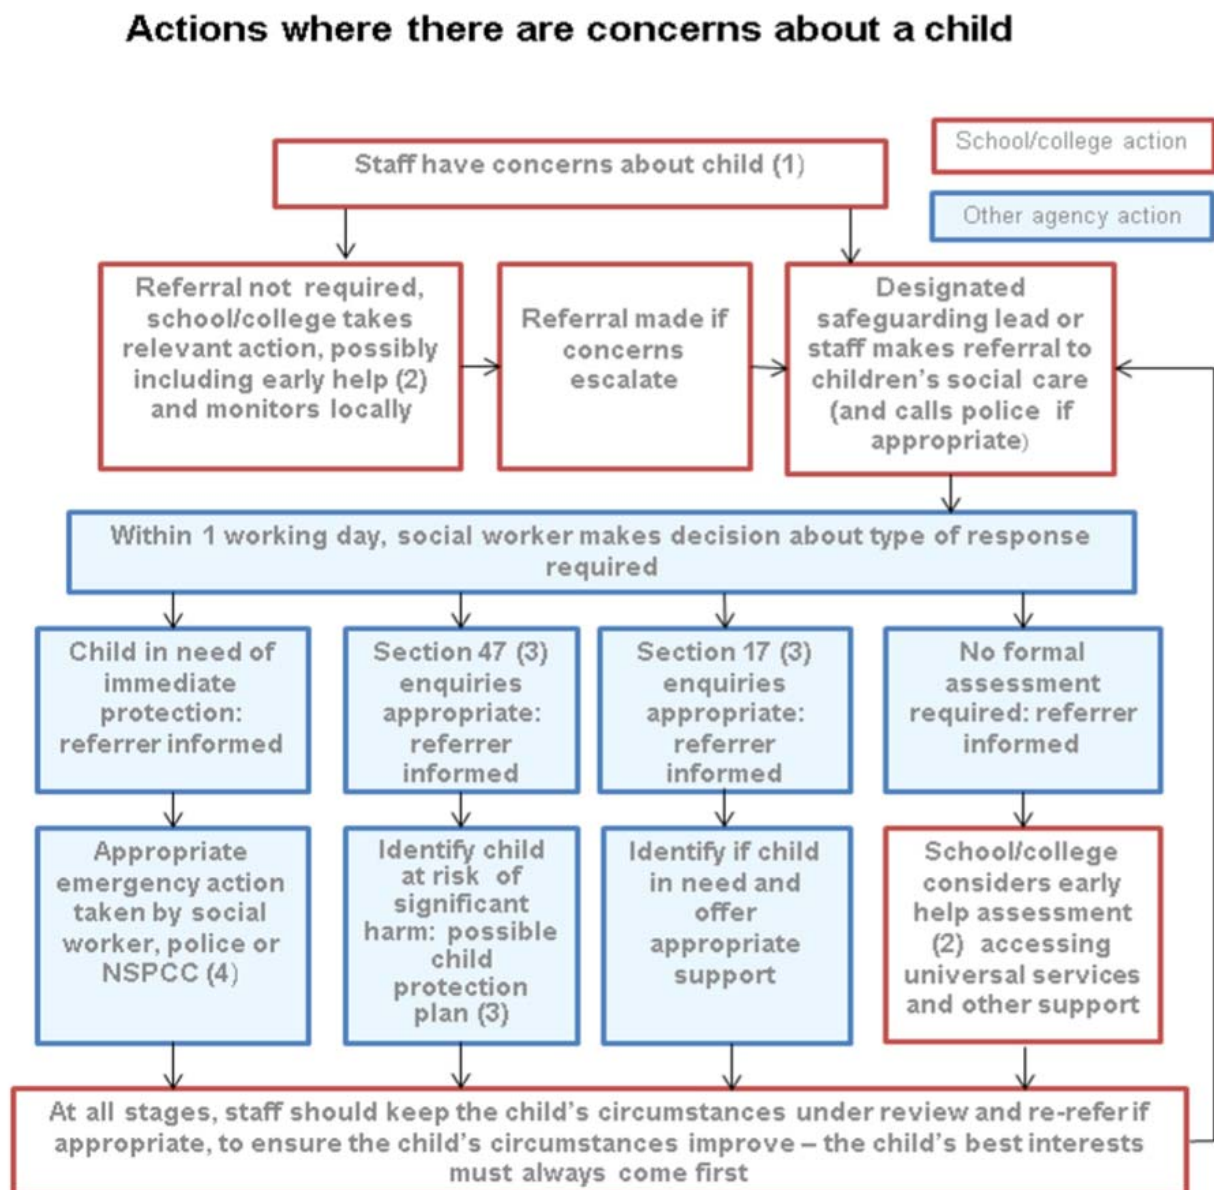 Actions where there are concerns about a child
School/college action
Other agency action
Staff have concerns about child (1)
Referral not required,
school/college takes
relevant action, possibly
including early help (2)
and monitors locally
Referral made if
concerns
escalate
Designated
safeguarding lead or
staff makes referral to
children's social care
(and calls police if
appropriate)
Within 1 working day, social worker makes decision about type of response
required
Child in need of
immediate
protection:
referrer informed
Section 47 (3)
enquiries
appropriate:
referrer
informed
Section 17 (3)
enquiries
appropriate:
referrer
informed
No formal
assessment
required: referrer
informed
Appropriate
emergency action
taken by social
worker, police or
NSPCC (4)
Identify child
at risk of
significant
harm: possible
child
protection
plan (3)
Identify if child
in need and
offer
appropriate
support
School/college
considers early
help assessment
(2) accessing
universal services
and other support
At all stages, staff should keep the child's circumstances under review and re-refer if
appropriate, to ensure the child's circumstances improve – the child's best interests
must always come first